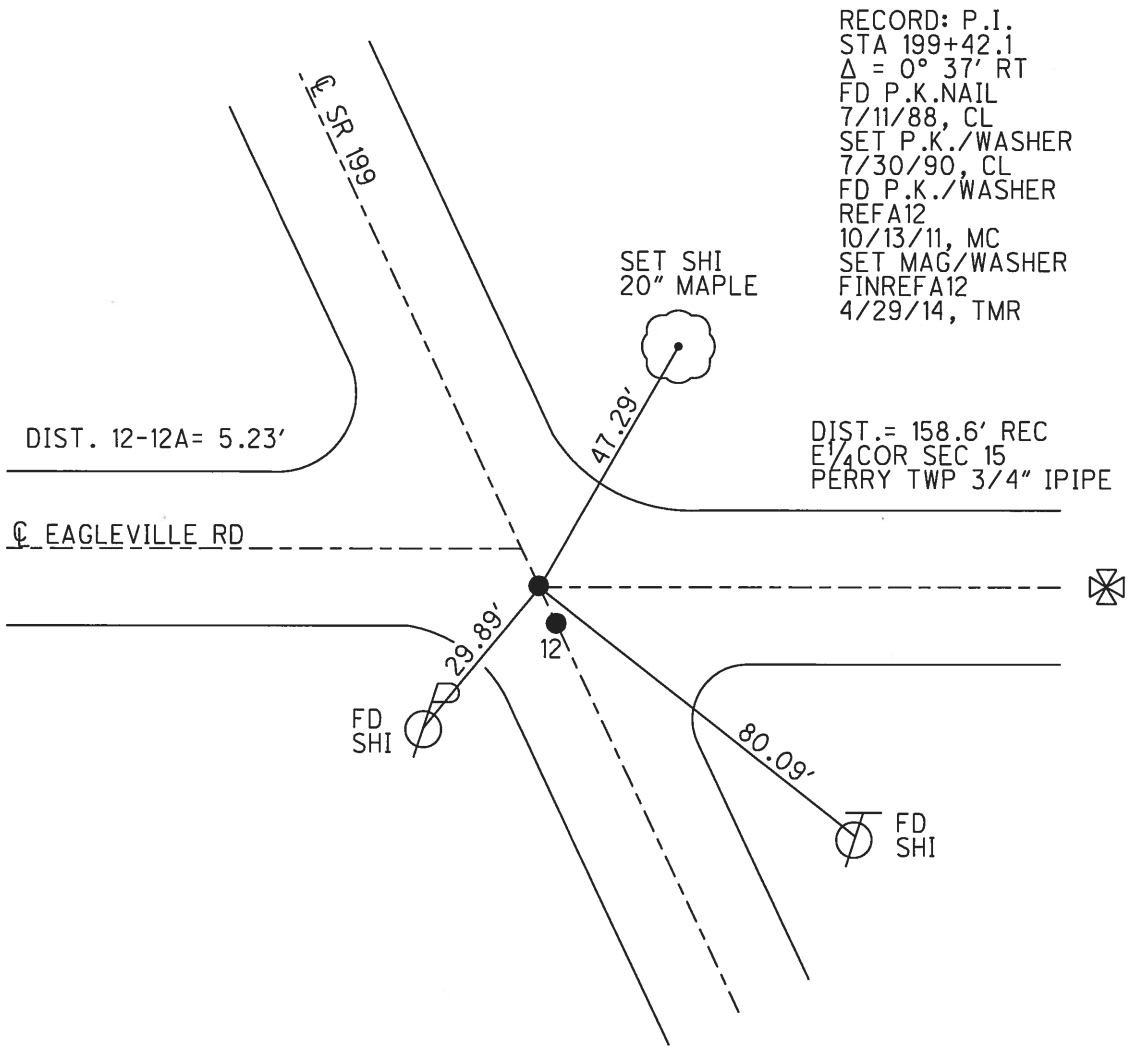 RECORD: P.I.
STA 199+42.1
Δ = 0° 37' RT
FD P.K.NAIL
7/11/88, CL
SET P.K./WASHER
7/30/90, CL
FD P.K./WASHER
REFA12
10/13/11, MC
SET MAG/WASHER
FINREFA12
4/29/14, TMR
℄ SR 199
SET SHI
20" MAPLE
47.29'
DIST. 12-12A= 5.23'
DIST.= 158.6' REC
E1/4COR SEC 15
PERRY TWP 3/4" IPIPE
℄ EAGLEVILLE RD
29.89'
12
FD
SHI
80.09'
FD
SHI